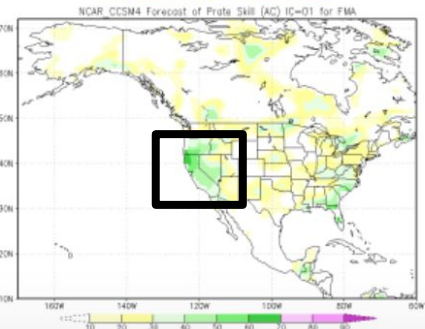 NCAR_CCSM4 Forecast of Prate Skill (AC) IC=01 for FMA
70N
60N
50N
40N
30N
20N
10N
160W 140W 120W 100W 80W 60W
10 20 30 40 50 60 70 80 90